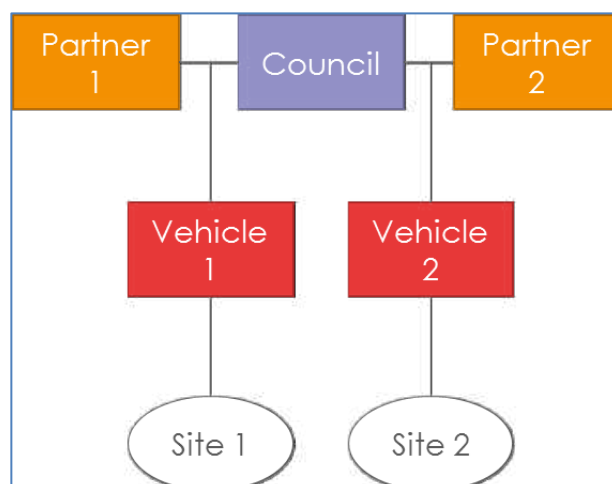 Partner
1
Council
Partner
2
Vehicle
1
Vehicle
2
Site 1
Site 2